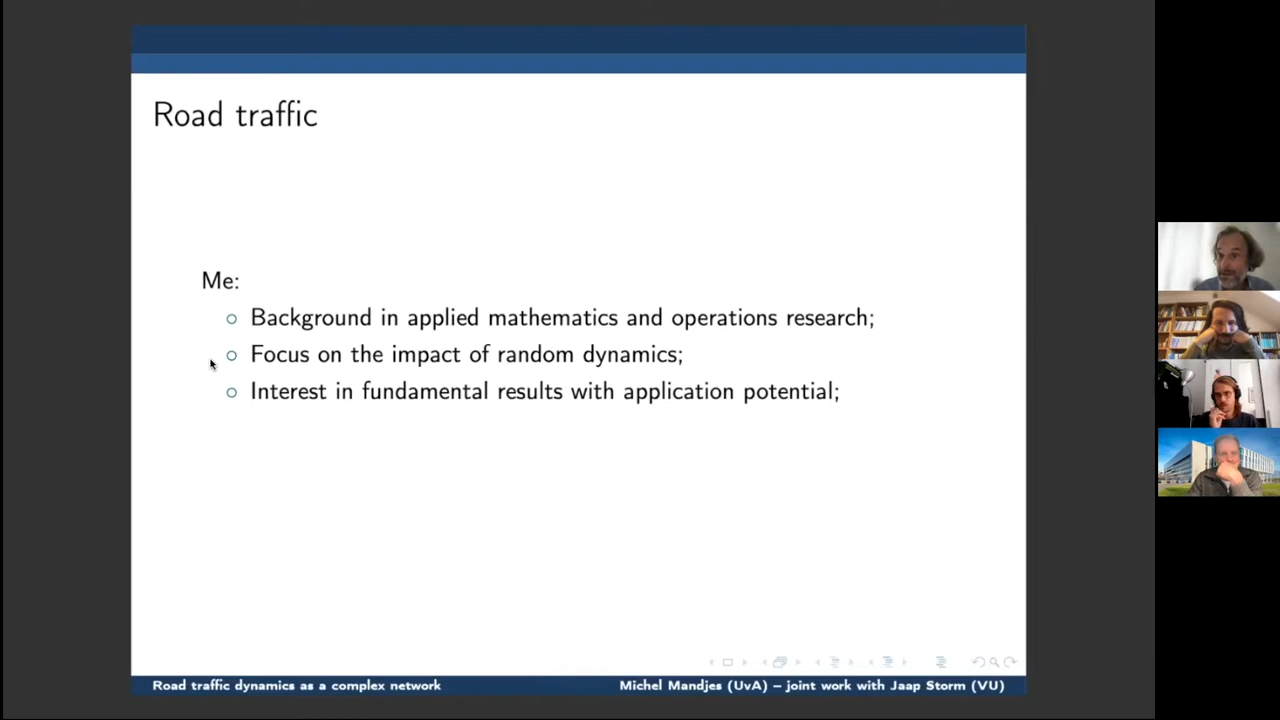 Road traffic
Me:
Background in applied mathematics and operations research;
Focus on the impact of random dynamics;
Interest in fundamental results with application potential;
Road traffic dynamics as a complex network
Michel Mandjes (UvA) – joint work with Jaap Storm (VU)